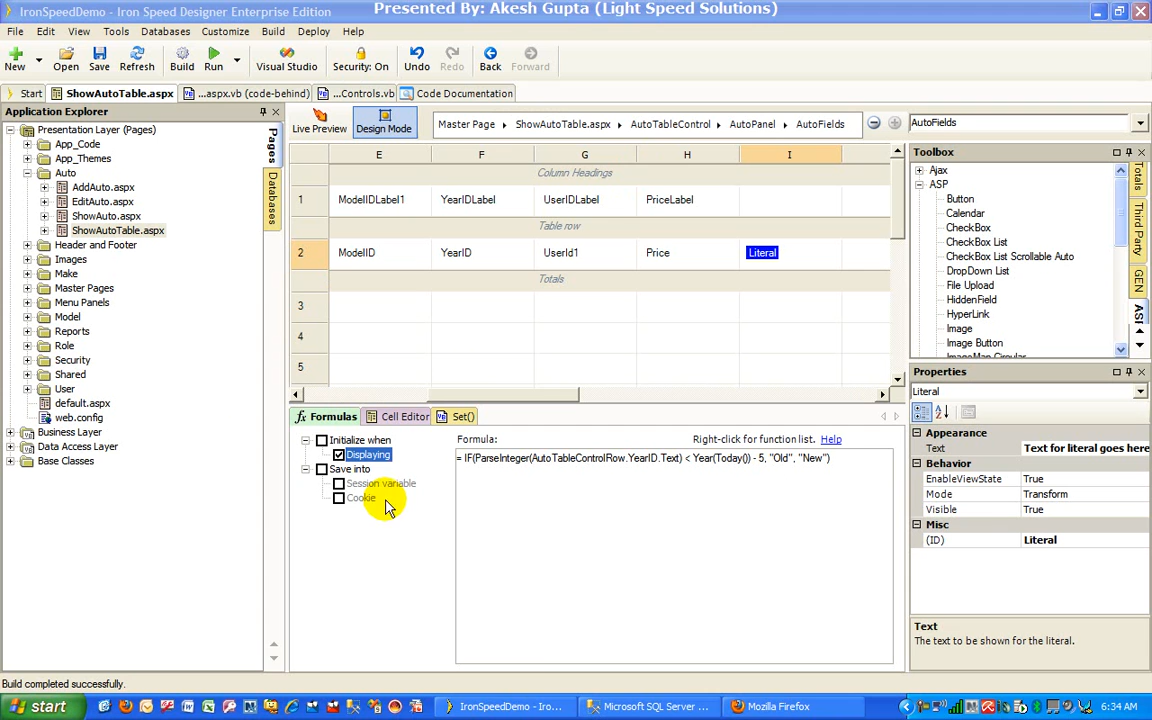 IronSpeedDemo - Iron Speed Designer Enterprise Edition
Presented By: Akesh Gupta (Light Speed Solutions)
File Edit View Tools Databases Customize Build Deploy Help
New Open Save Refresh Build Run Visual Studio Security: On Undo Redo Back Forward
Start ShowAutoTable.aspx ...aspx.vb (code-behind) ...Controls.vb Code Documentation
Application Explorer
Presentation Layer (Pages)
App_Code
App_Themes
Auto
AddAuto.aspx
EditAuto.aspx
ShowAuto.aspx
ShowAutoTable.aspx
Header and Footer
Images
Make
Master Pages
Menu Panels
Model
Reports
Role
Security
Shared
User
default.aspx
web.config
Business Layer
Data Access Layer
Base Classes
Pages
Databases
Live Preview Design Mode
Master Page ShowAutoTable.aspx AutoTableControl AutoPanel AutoFields
E F G H I
Column Headings
1 ModelIDLabel1 YearIDLabel UserIDLabel PriceLabel
Table row
2 ModelID YearID UserId1 Price Literal
Totals
3
4
5
Formulas Cell Editor Set()
Initialize when
Displaying
Save into
Session variable
Cookie
Formula: Right-click for function list. Help
= IF(ParseInteger(AutoTableControlRow.YearID.Text) < Year(Today()) - 5, "Old", "New")
AutoFields
Toolbox
Ajax
ASP
Button
Calendar
CheckBox
CheckBox List
CheckBox List Scrollable Auto
DropDown List
File Upload
HiddenField
HyperLink
Image
Image Button
ImageMap Circular
Totals
Third Party
GEN
ASP
Properties
Literal
Appearance
Text Text for literal goes here
Behavior
EnableViewState True
Mode Transform
Visible True
Misc
(ID) Literal
Text
The text to be shown for the literal.
Build completed successfully.
start IronSpeedDemo - Iro... Microsoft SQL Server ... Mozilla Firefox 6:34 AM